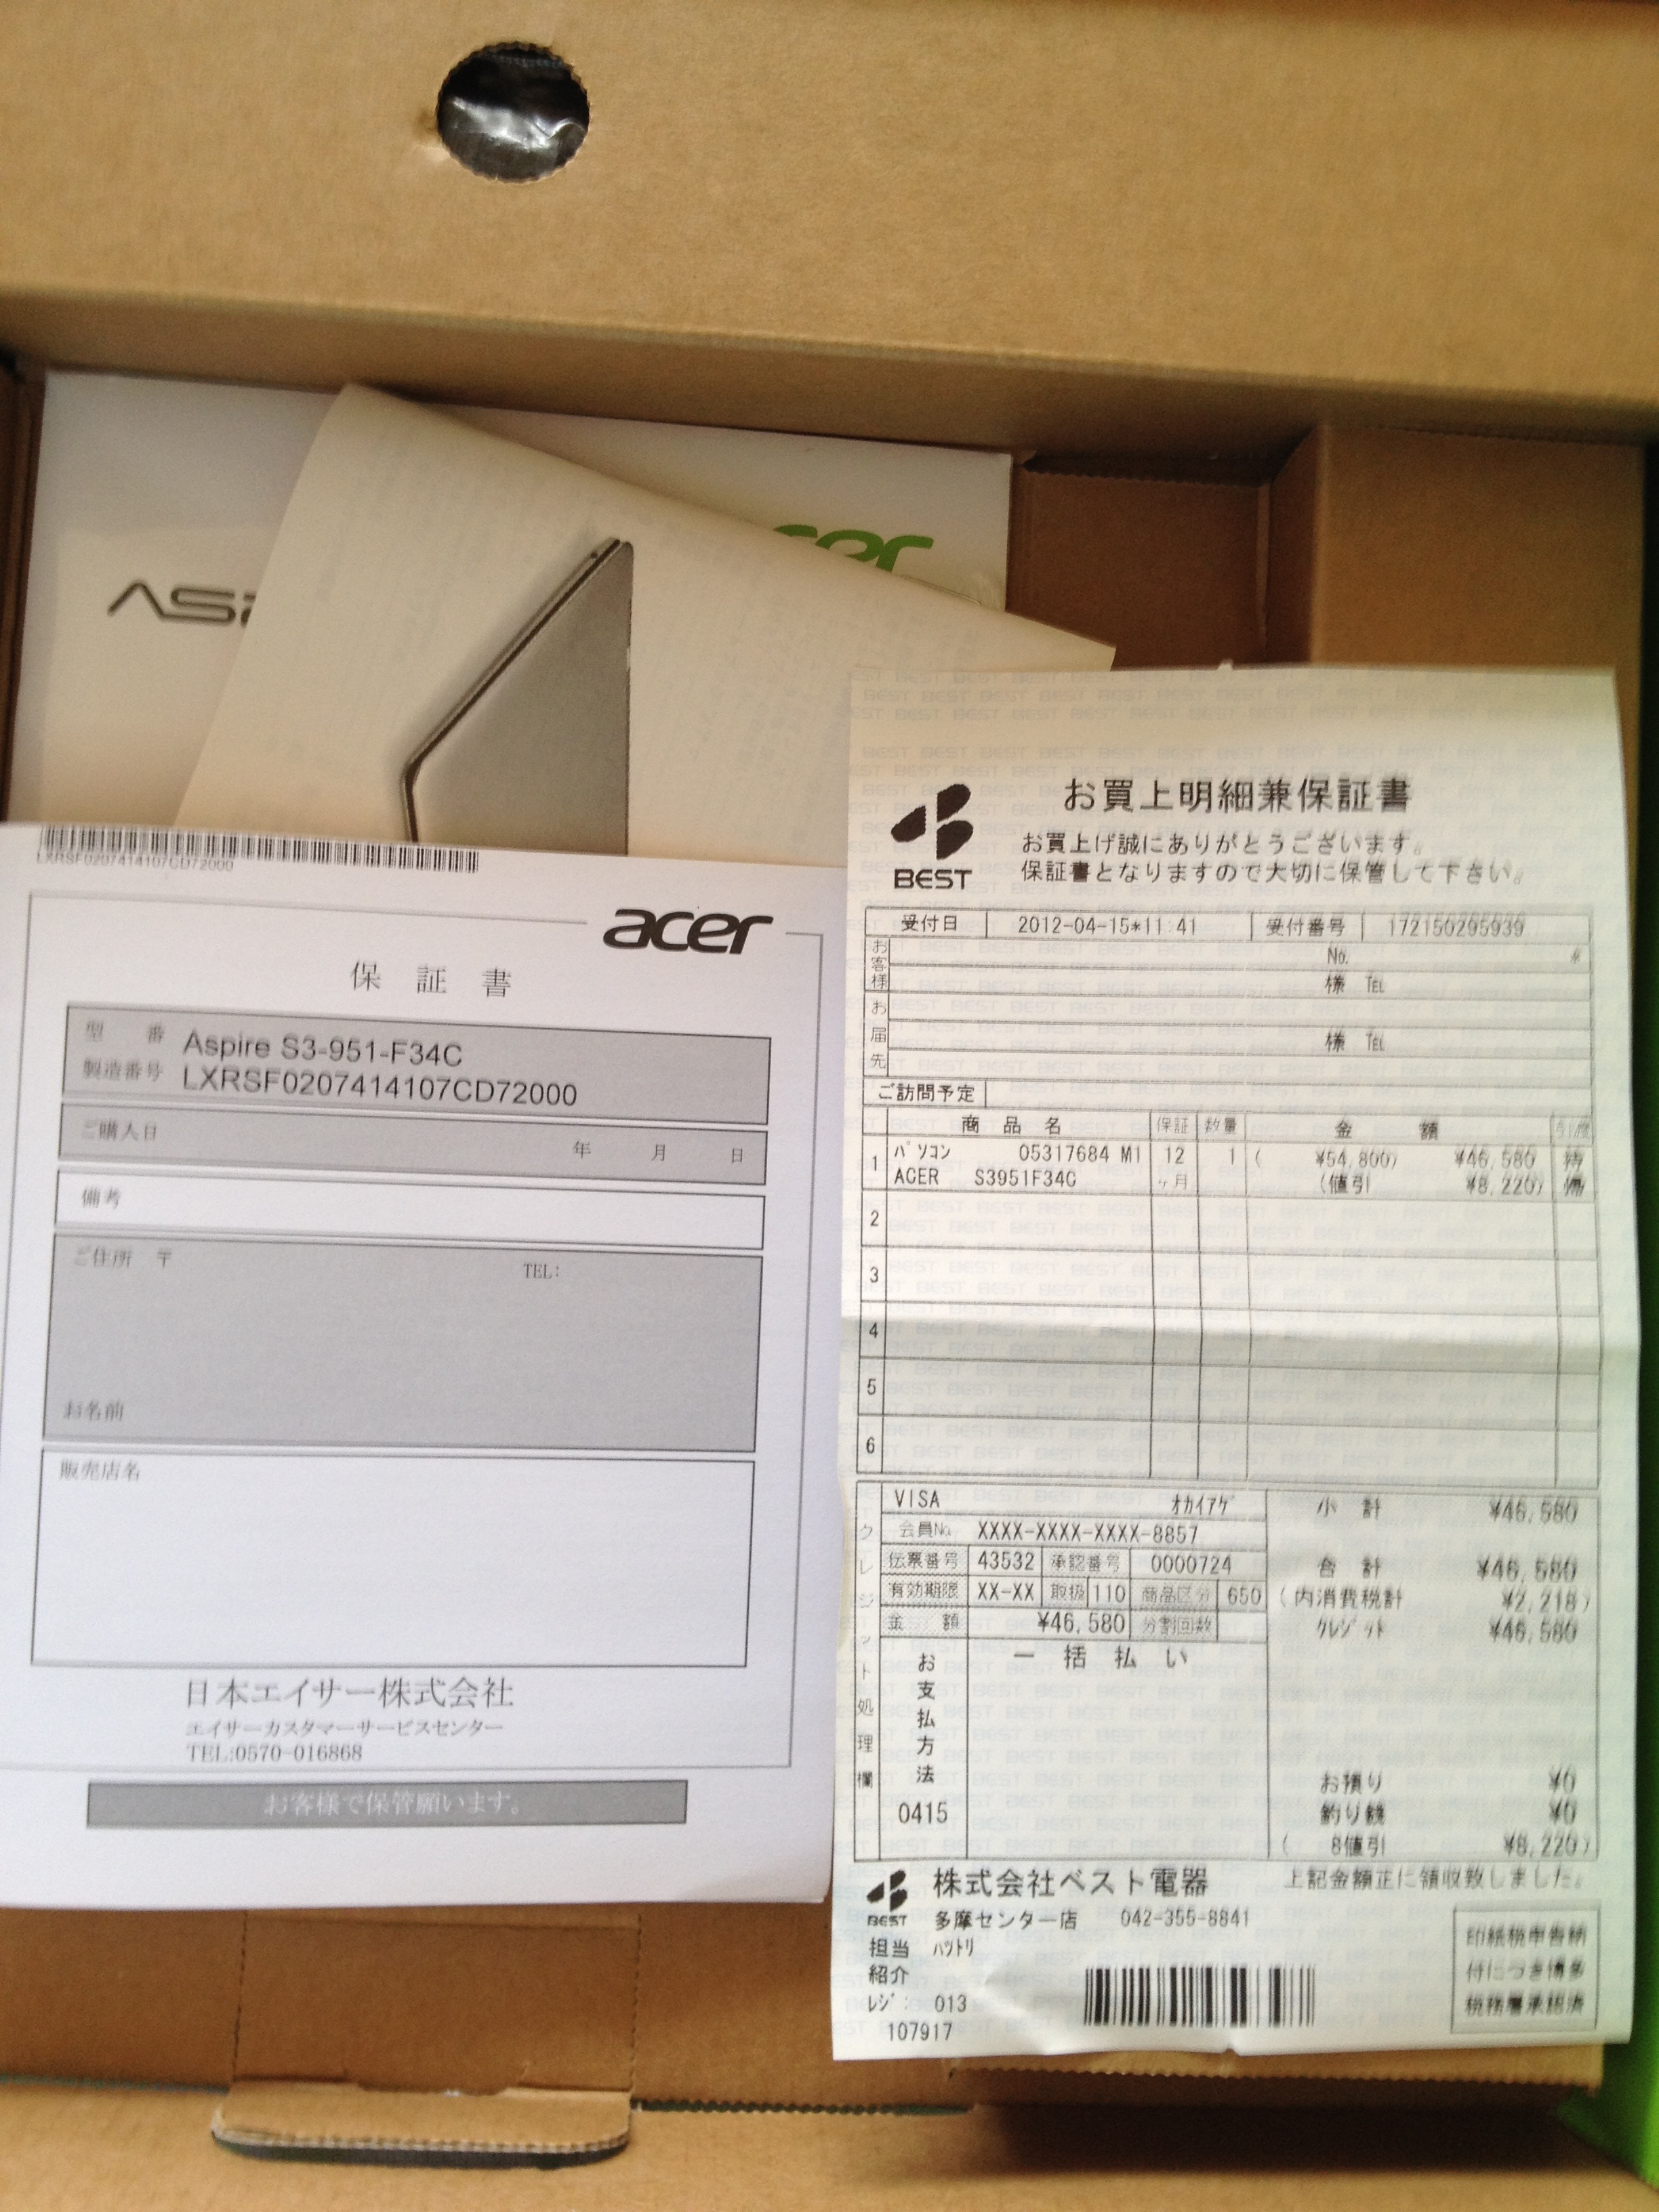 acer
LXRSF0207414107CD72000
acer
保証書
型番 Aspire S3-951-F34C
製造番号 LXRSF0207414107CD72000
ご購入日 年 月 日
備考
ご住所 〒 TEL:
お名前
販売店名
日本エイサー株式会社
エイサーカスタマーサービスセンター
TEL:0570-016868
お客様で保管願います。
BEST
お買上明細兼保証書
お買上げ誠にありがとうございます。
保証書となりますので大切に保管して下さい。
受付日 2012-04-15*11:41 受付番号 172150295939
お客様 No. *
様 TEL
お届先
様 TEL
ご訪問予定
商品名 保証 数量 金額 引渡
1 パソコン 05317684 M1 12 1 ( ¥54,800) ¥46,580 持
ACER S3951F34C ヶ月 (値引 ¥8,220) 備
2
3
4
5
6
クレジット処理欄
VISA オカイアゲ
会員No. XXXX-XXXX-XXXX-8857
伝票番号 43532 承認番号 0000724
有効期限 XX-XX 取扱 110 商品区分 650
金額 ¥46,580 分割回数
お支払方法 一括払い
0415
小計 ¥46,580
合計 ¥46,580
(内消費税計 ¥2,218)
クレジット ¥46,580
お預り ¥0
釣り銭 ¥0
( 8値引 ¥8,220)
BEST
株式会社ベスト電器 上記金額正に領収致しました。
多摩センター店 042-355-8841
担当 ハットリ
紹介
レジ: 013
107917
印紙税申告納
付につき博多
税務署承認済